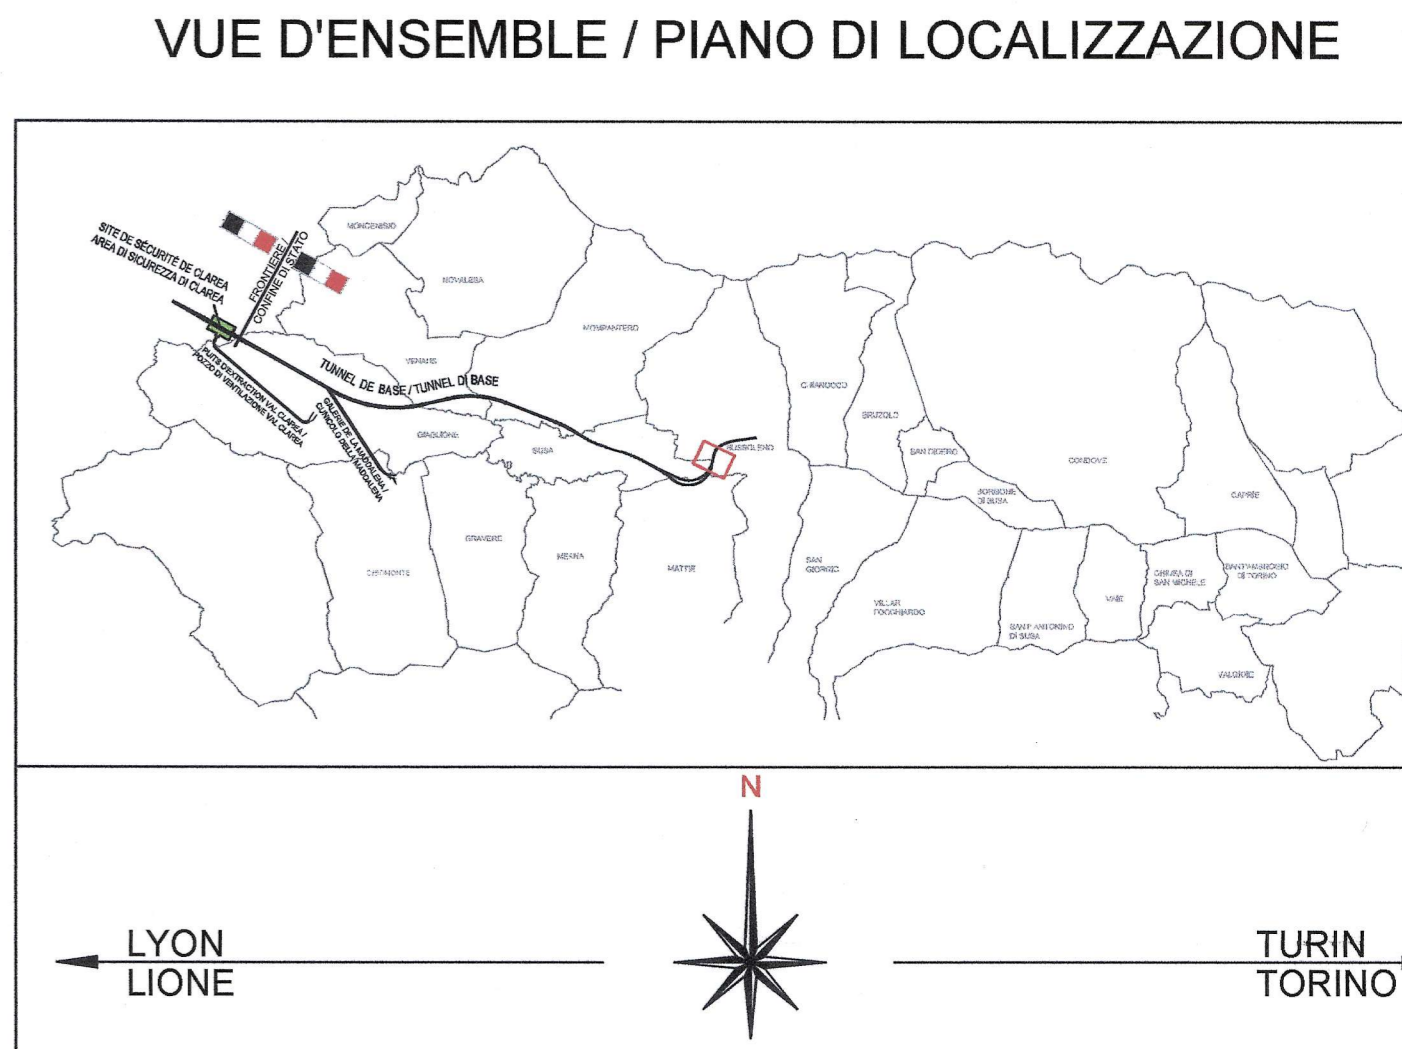 VUE D'ENSEMBLE / PIANO DI LOCALIZZAZIONE
MONCENISIO
SITE DE SÉCURITÉ DE CLAREA
AREA DI SICUREZZA DI CLAREA
FRONTIERE /
CONFINE DI STATO
NOVALESA
MOMPANTERO
VENAUS
TUNNEL DE BASE / TUNNEL DI BASE
PUITS D'EXTRACTION VAL CLAREA /
POZZO DI VENTILAZIONE VAL CLAREA
GALERIE DE LA MADDALENA /
CUNICOLO DELLA MADDALENA
GIAGLIONE
SUSA
BUSSOLENO
CHIANOCCO
BRUZOLO
SAN DIDERO
CONDOVE
BORGONE
DI SUSA
CAPRIE
CHIOMONTE
GRAVERE
MEANA
MATTIE
SAN
GIORIO
VILLAR
FOCCHIARDO
SANT' ANTONINO
DI SUSA
VAIE
CHIUSA DI
SAN MICHELE
SANT'AMBROGIO
DI TORINO
VALGIOIE
N
LYON
LIONE
TURIN
TORINO